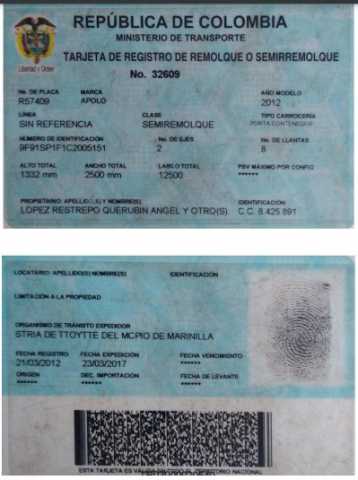 REPÚBLICA DE COLOMBIA
MINISTERIO DE TRANSPORTE
Libertad y Orden
TARJETA DE REGISTRO DE REMOLQUE O SEMIRREMOLQUE
No. 32609
No. DE PLACA MARCA AÑO MODELO
R57409 APOLO 2012
LÍNEA CLASE TIPO CARROCERÍA
SIN REFERENCIA SEMIREMOLQUE PORTA CONTENEDOR
NÚMERO DE IDENTIFICACIÓN No. DE EJES No. DE LLANTAS
9F91SP1F1C2005151 2 8
ALTO TOTAL ANCHO TOTAL LARGO TOTAL PBV MÁXIMO POR CONFIG
1332 mm 2500 mm 12500 ******
PROPIETARIO: APELLIDO(S) Y NOMBRE(S) IDENTIFICACIÓN
LOPEZ RESTREPO QUERUBIN ANGEL Y OTRO(S) C.C. 8.425.891
LOCATARIO: APELLIDO(S) NOMBRE(S) IDENTIFICACIÓN
LIMITACIÓN A LA PROPIEDAD
ORGANISMO DE TRÁNSITO EXPEDIDOR
STRIA DE TTOYTTE DEL MCPIO DE MARINILLA
FECHA REGISTRO FECHA EXPEDICIÓN FECHA VENCIMIENTO
21/03/2012 23/03/2017 ******
ORIGEN DEC. IMPORTACIÓN FECHA DE LEVANTE
****** ****** ******
ESTA TARJETA ES VÁLIDA EN TODO EL TERRITORIO NACIONAL